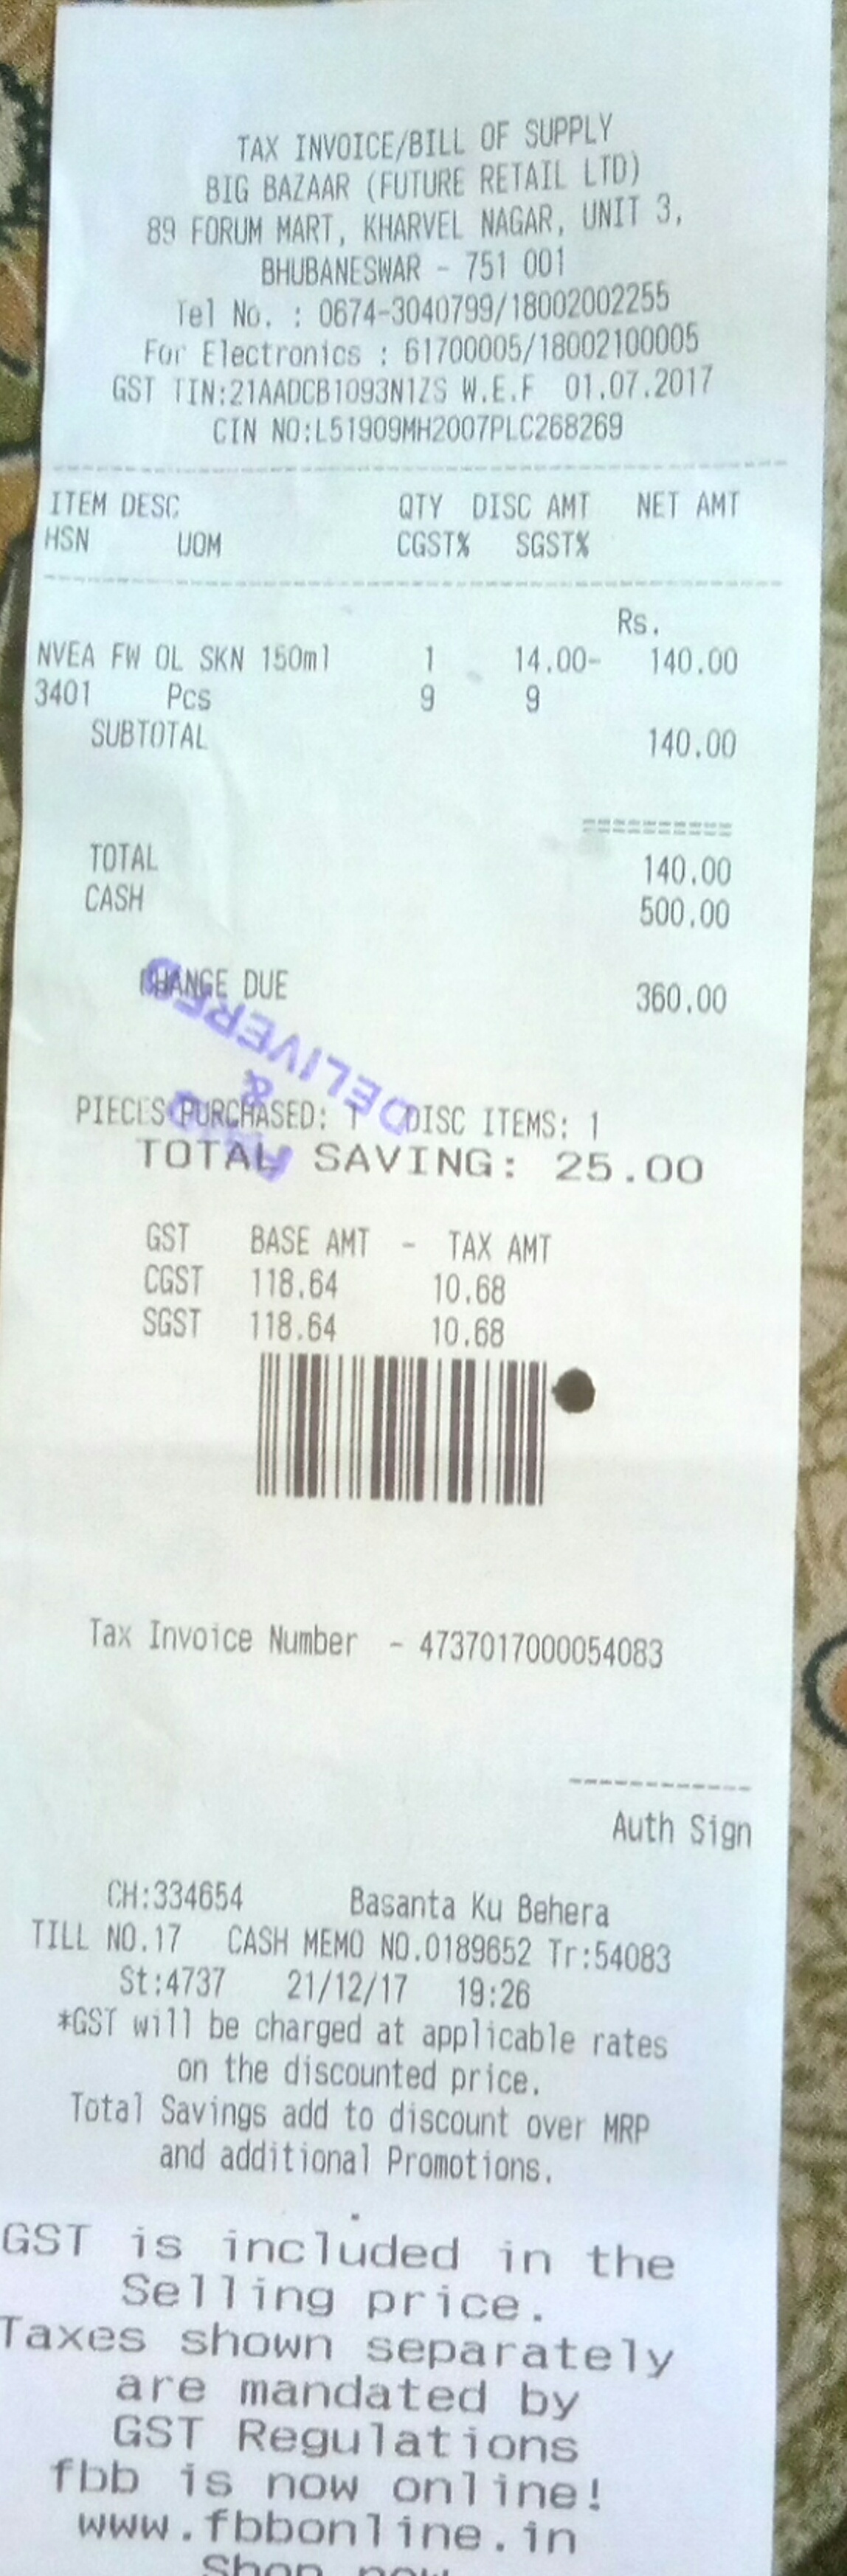 TAX INVOICE/BILL OF SUPPLY
BIG BAZAAR (FUTURE RETAIL LTD)
89 FORUM MART, KHARVEL NAGAR, UNIT 3,
BHUBANESWAR - 751 001
Tel No. : 0674-3040799/18002002255
For Electronics : 61700005/18002100005
GST TIN:21AADCB1093N1ZS W.E.F 01.07.2017
CIN NO:L51909MH2007PLC268269
ITEM DESC QTY DISC AMT NET AMT
HSN UOM CGST% SGST%
Rs.
NVEA FW OL SKN 150ml 1 14.00- 140.00
3401 Pcs 9 9
SUBTOTAL 140.00
TOTAL 140.00
CASH 500.00
CHANGE DUE 360.00
DELIVERED
&
PIECES PURCHASED: 1 DISC ITEMS: 1
TOTAL SAVING: 25.00
GST BASE AMT - TAX AMT
CGST 118.64 10.68
SGST 118.64 10.68
Tax Invoice Number - 4737017000054083
Auth Sign
CH:334654 Basanta Ku Behera
TILL NO.17 CASH MEMO NO.0189652 Tr:54083
St:4737 21/12/17 19:26
*GST will be charged at applicable rates
on the discounted price.
Total Savings add to discount over MRP
and additional Promotions.
GST is included in the
Selling price.
Taxes shown separately
are mandated by
GST Regulations
fbb is now online!
www.fbbonline.in
Shop now